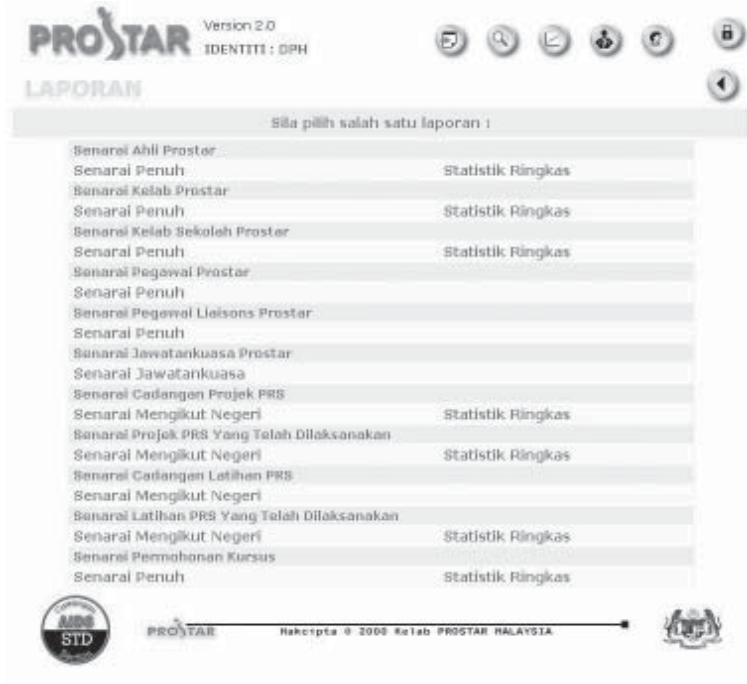 PROSTAR Version 2.0
IDENTITI : DPH
LAPORAN
Sila pilih salah satu laporan :
Senarai Ahli Prostar
Senarai Penuh Statistik Ringkas
Senarai Kelab Prostar
Senarai Penuh Statistik Ringkas
Senarai Kelab Sekolah Prostar
Senarai Penuh Statistik Ringkas
Senarai Pegawai Prostar
Senarai Penuh
Senarai Pegawai Liaisons Prostar
Senarai Penuh
Senarai Jawatankuasa Prostar
Senarai Jawatankuasa
Senarai Cadangan Projek PRS
Senarai Mengikut Negeri Statistik Ringkas
Senarai Projek PRS Yang Telah Dilaksanakan
Senarai Mengikut Negeri Statistik Ringkas
Senarai Cadangan Latihan PRS
Senarai Mengikut Negeri
Senarai Latihan PRS Yang Telah Dilaksanakan
Senarai Mengikut Negeri Statistik Ringkas
Senarai Permohonan Kursus
Senarai Penuh Statistik Ringkas
AIDS
STD
PROSTAR Hakcipta © 2000 Kelab PROSTAR MALAYSIA